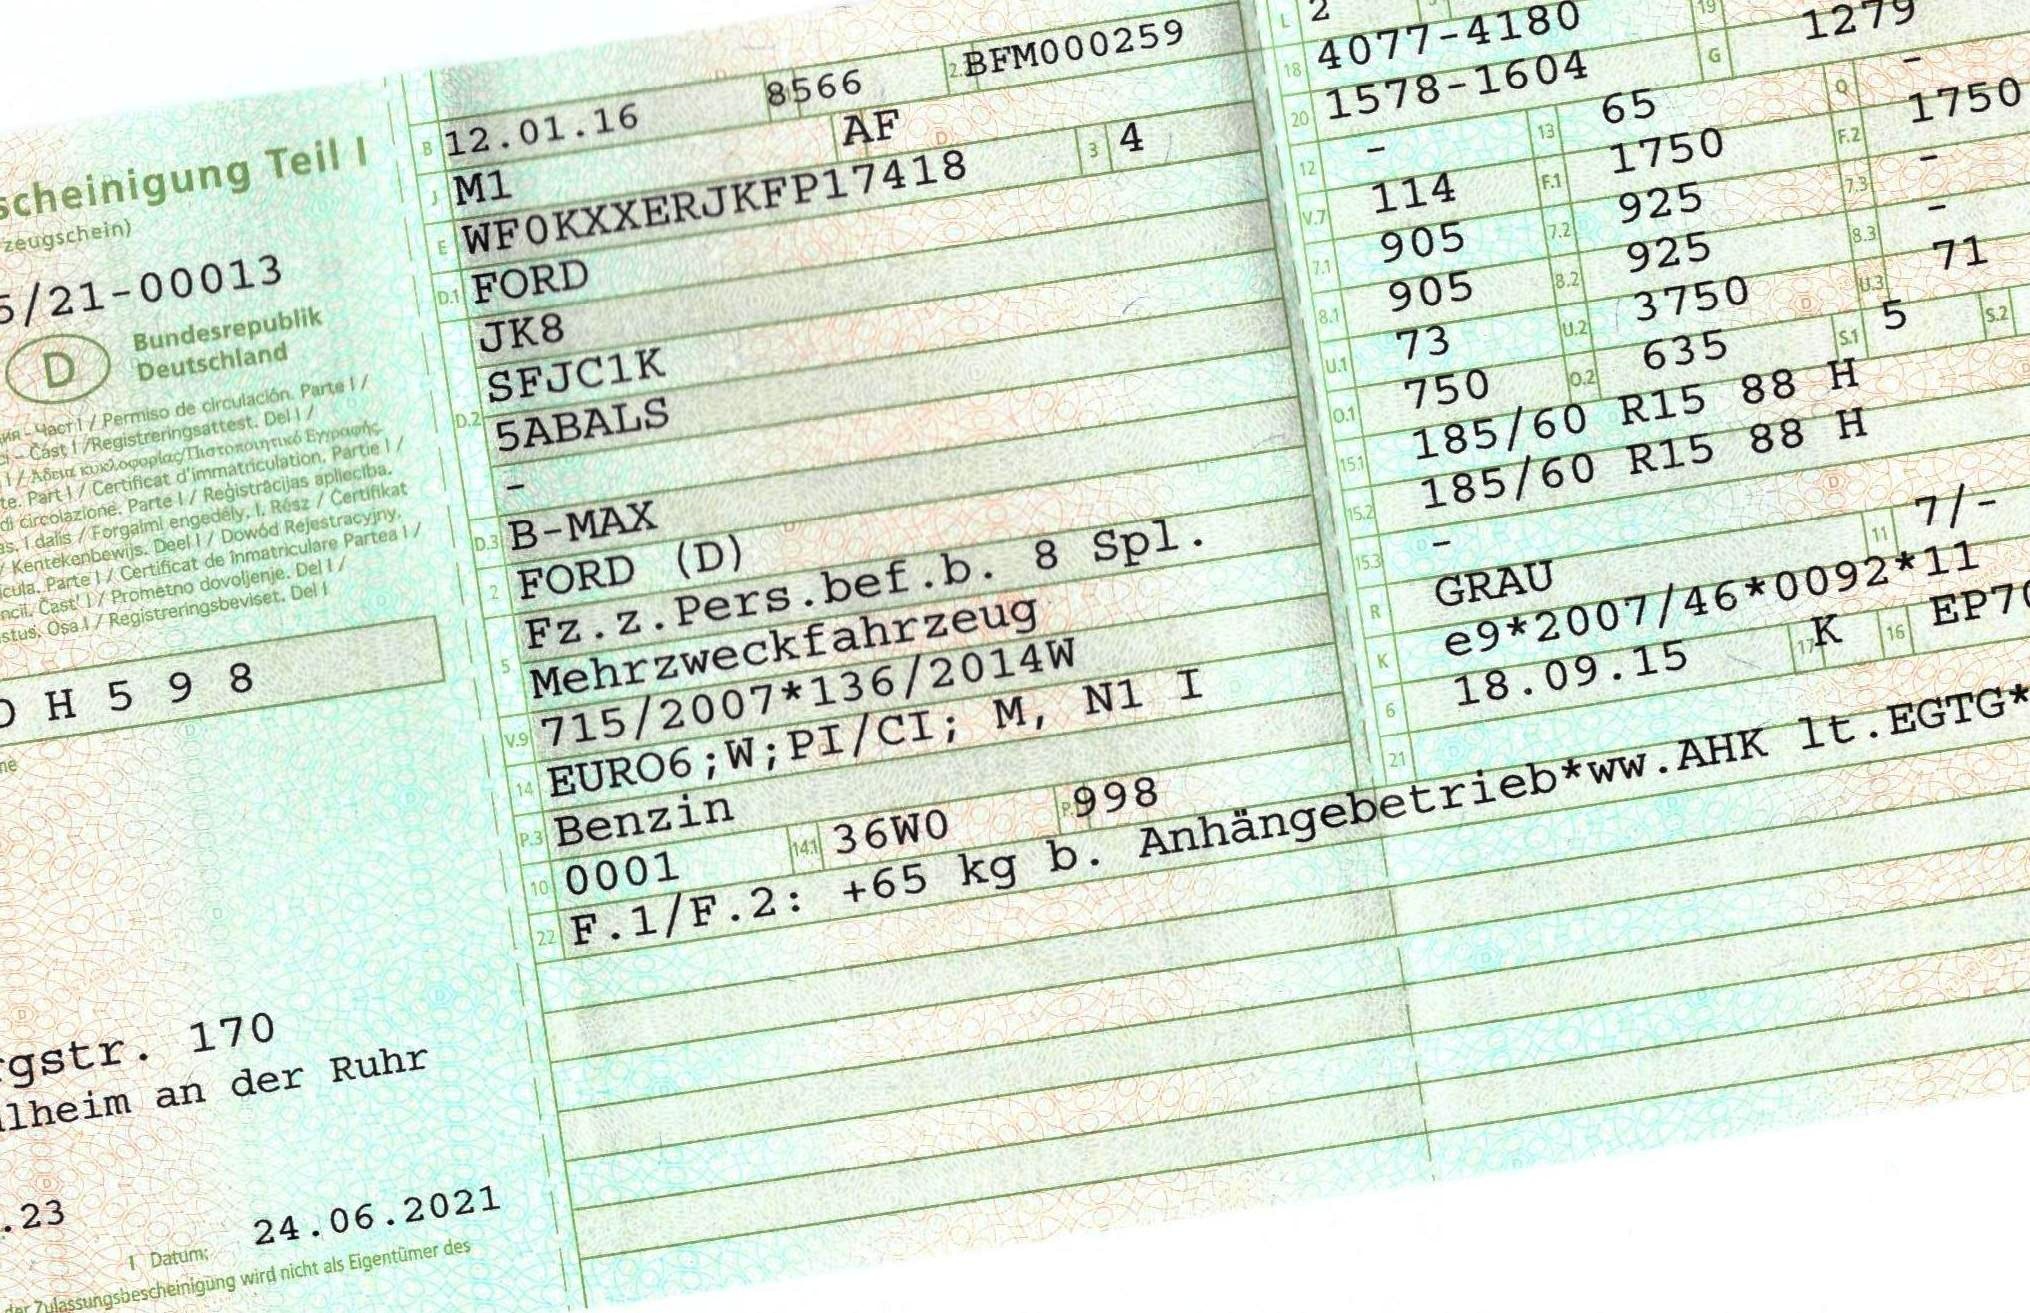 scheinigung Teil I
zeugschein)
5/21-00013
D
Bundesrepublik
Deutschland
Част I / Permiso de circulación. Parte I /
Část I /Registreringsattest. Del I /
I / Άδεια κυκλοφορίας/Πιστοποιητικό Εγγραφής.
te. Part I / Certificat d'immatriculation. Partie I /
di circolazione. Parte I / Reģistrācijas apliecība.
as. I dalis / Forgalmi engedély. I. Rész / Ċertifikat
/ Kentekenbewijs. Deel I / Dowód Rejestracyjny.
ícula. Parte I / Certificat de înmatriculare Partea I /
Časť I / Prometno dovoljenje. Del I /
stus. Osa I / Registreringsbeviset. Del I
H 5 9 8
me
rgstr. 170
lheim an der Ruhr
.23
24.06.2021
I Datum:
der Zulassungsbescheinigung wird nicht als Eigentümer des
B 12.01.16 8566 2. BFM000259
J M1 AF
E WF0KXXERJKFP17418 3 4
D.1 FORD
JK8
D.2 SFJC1K
5ABALS
-
D.3 B-MAX
2 FORD (D)
5 Fz.z.Pers.bef.b. 8 Spl.
Mehrzweckfahrzeug
V.9 715/2007*136/2014W
14 EURO6;W;PI/CI; M, N1 I
P.3 Benzin
10 0001 14.1 36W0 P. 998
22 F.1/F.2: +65 kg b. Anhängebetrieb*ww.AHK lt.EGTG*
L 2
18 4077-4180 19
20 1578-1604 G 1279
12 - 13 65 Q -
V.7 114 F.1 1750 F.2 1750
7.1 905 7.2 925 7.3 -
8.1 905 8.2 925 8.3 -
U.1 73 U.2 3750 U.3 71
O.1 750 O.2 635 S.1 5 S.2
15.1 185/60 R15 88 H
15.2 185/60 R15 88 H
15.3 -
R GRAU 11 7/-
K e9*2007/46*0092*11
6 18.09.15 17 K 16 EP70
21